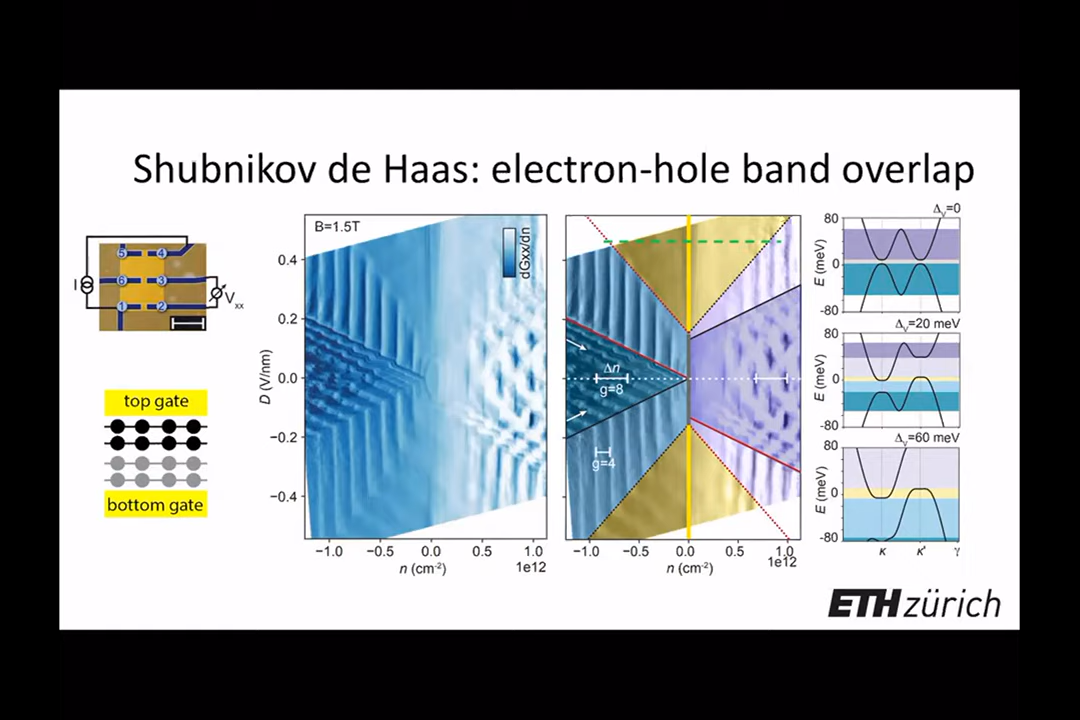 Shubnikov de Haas: electron-hole band overlap
I
5
4
6
3
1
2
Vxx
top gate
bottom gate
B=1.5T
dGxx/dn
D (V/nm)
0.4
0.2
0.0
−0.2
−0.4
−1.0 −0.5 0.0 0.5 1.0
1e12
n (cm⁻²)
Δn
g=8
g=4
−1.0 −0.5 0.0 0.5 1.0
1e12
n (cm⁻²)
Δv=0
80
0
-80
E (meV)
Δv=20 meV
80
0
-80
E (meV)
Δv=60 meV
80
0
-80
E (meV)
κ κ' γ
ETH zürich